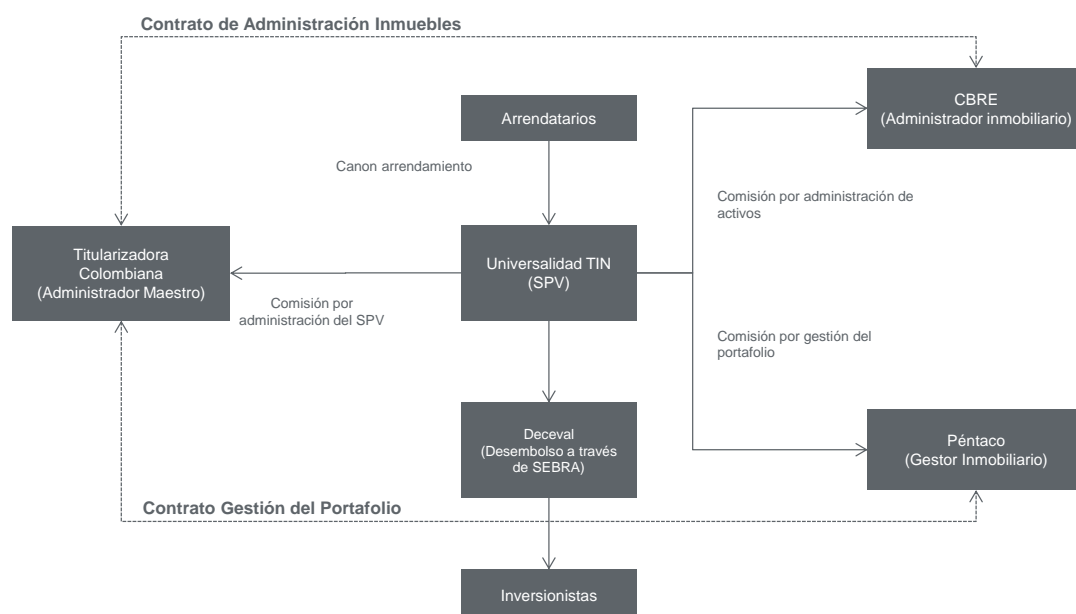 Contrato de Administración Inmuebles
CBRE
(Administrador inmobiliario)
Arrendatarios
Canon arrendamiento
Comisión por administración de
activos
Titularizadora
Colombiana
(Administrador Maestro)
Universalidad TIN
(SPV)
Comisión por
administración del SPV
Comisión por gestión del
portafolio
Deceval
(Desembolso a través
de SEBRA)
Péntaco
(Gestor Inmobiliario)
Contrato Gestión del Portafolio
Inversionistas